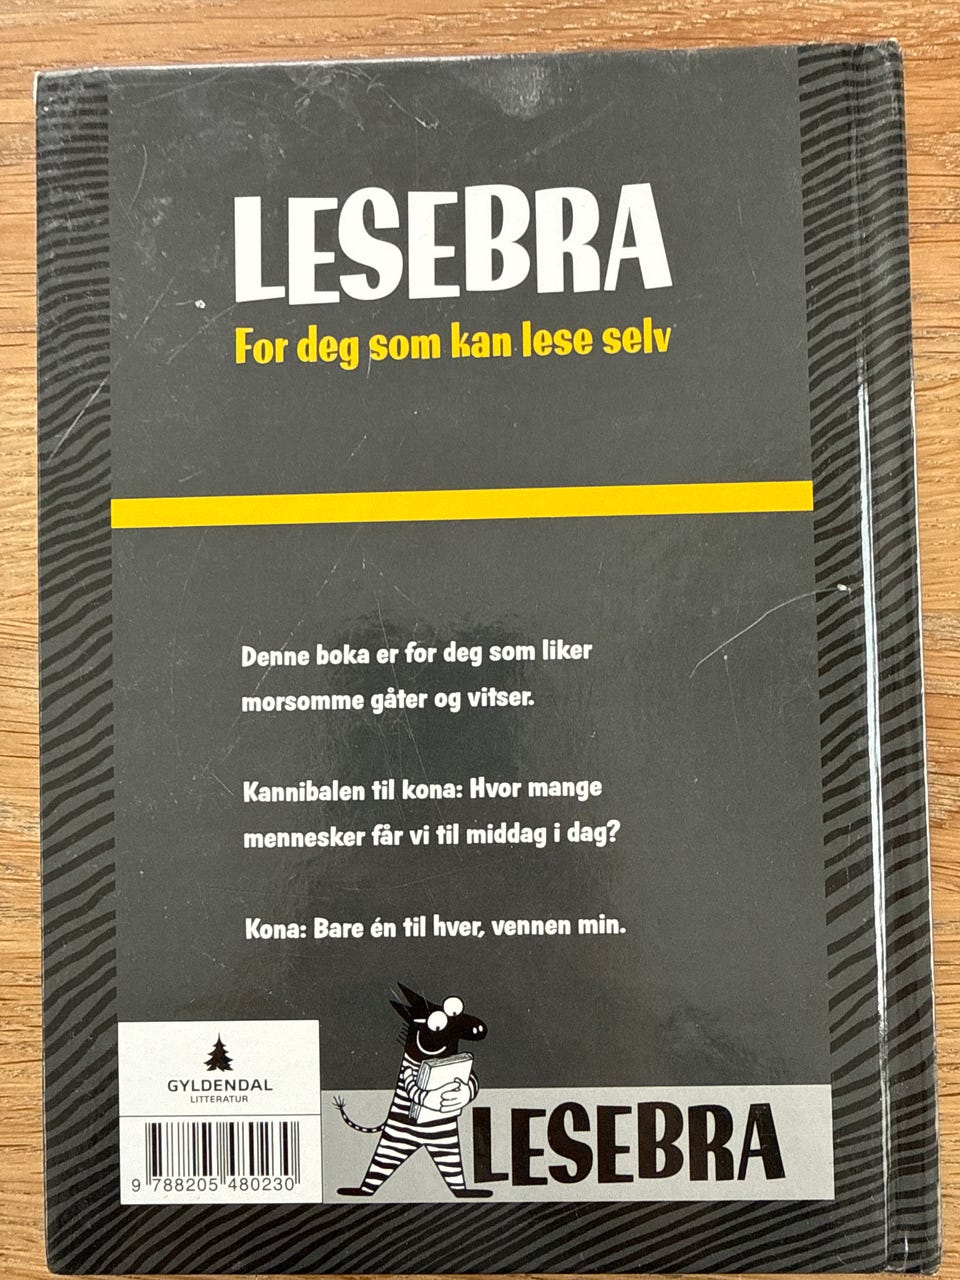 LESEBRA
For deg som kan lese selv
Denne boka er for deg som liker
morsomme gåter og vitser.
Kannibalen til kona: Hvor mange
mennesker får vi til middag i dag?
Kona: Bare én til hver, vennen min.
GYLDENDAL
LITTERATUR
9 788205 480230
LESEBRA